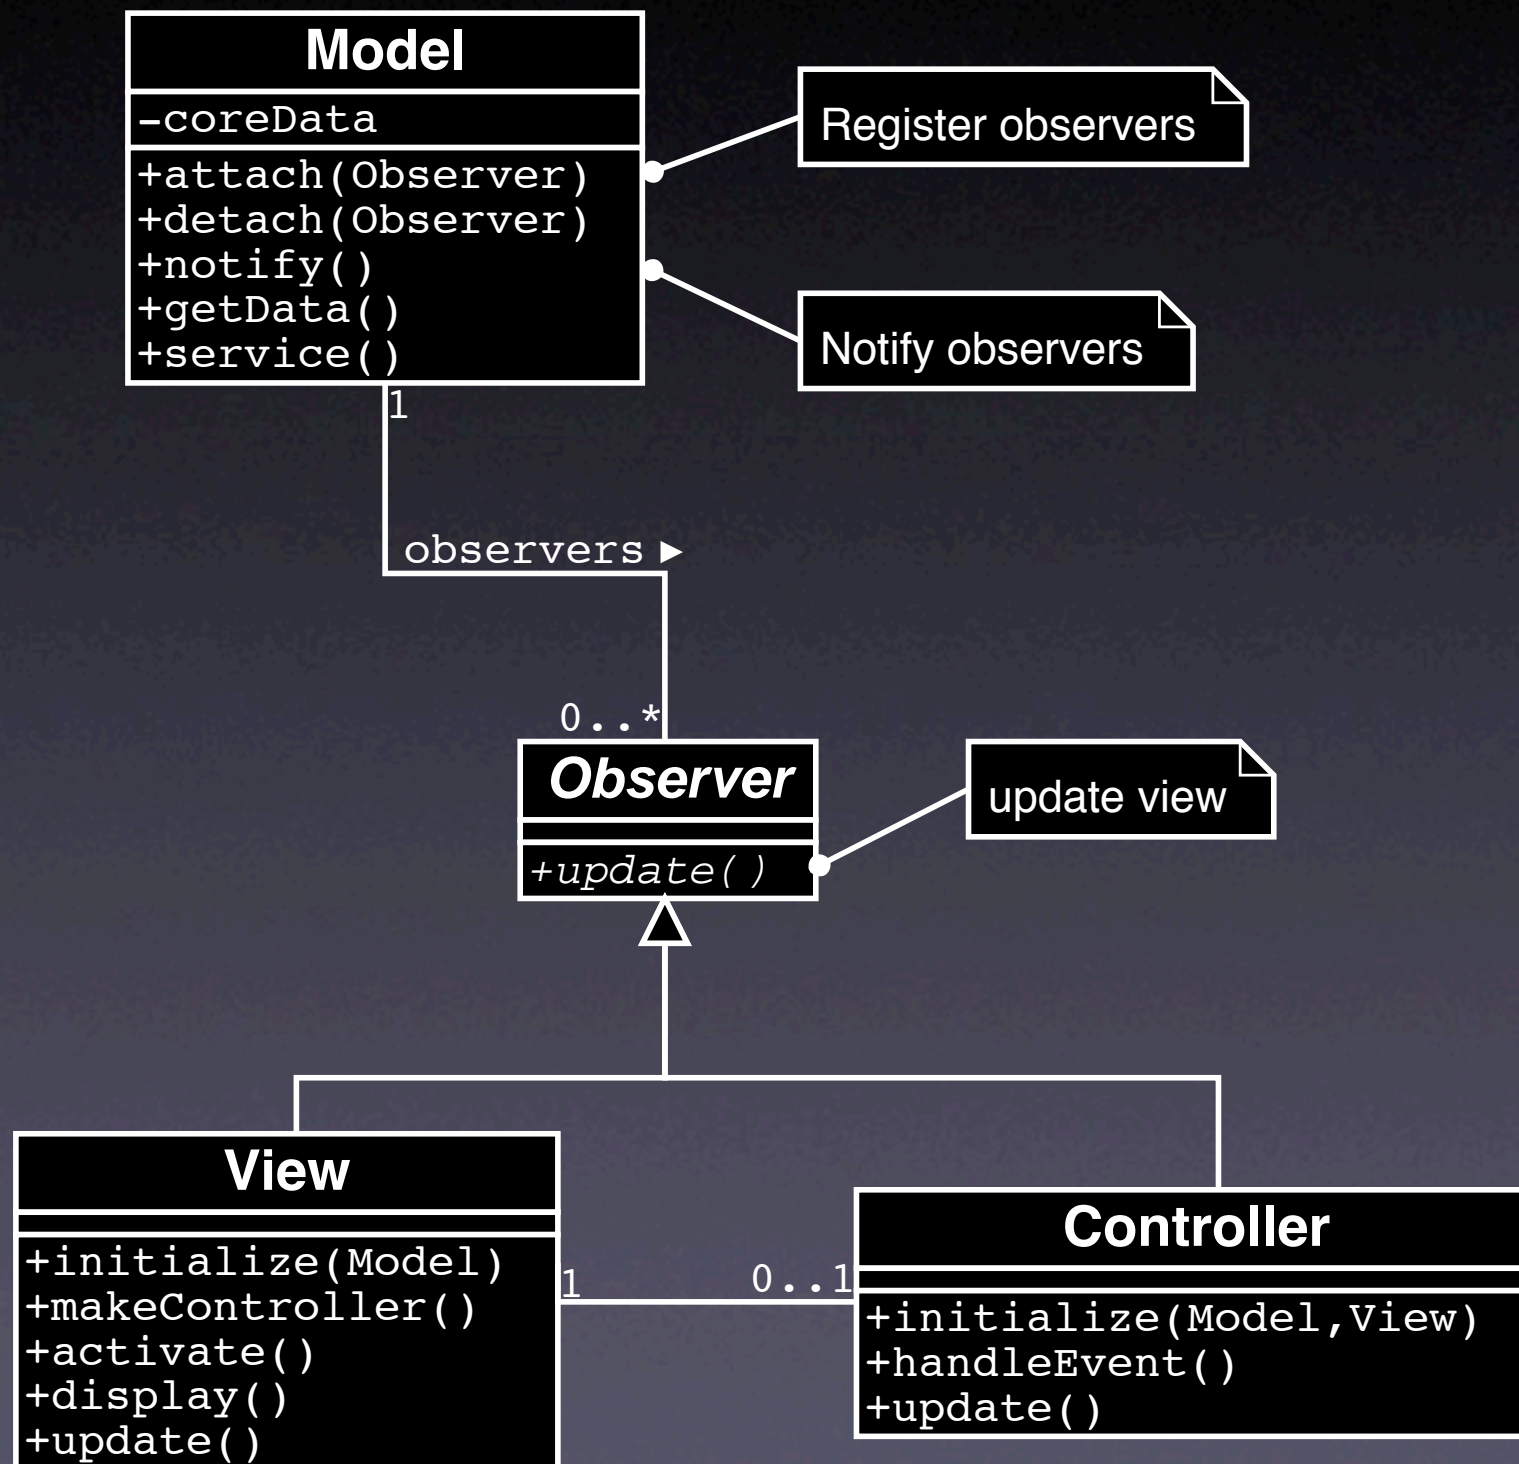 Model
-coreData
+attach(Observer)
+detach(Observer)
+notify()
+getData()
+service()
Register observers
Notify observers
1
observers ►
0..*
Observer
+update()
update view
View
+initialize(Model)
+makeController()
+activate()
+display()
+update()
1
0..1
Controller
+initialize(Model,View)
+handleEvent()
+update()